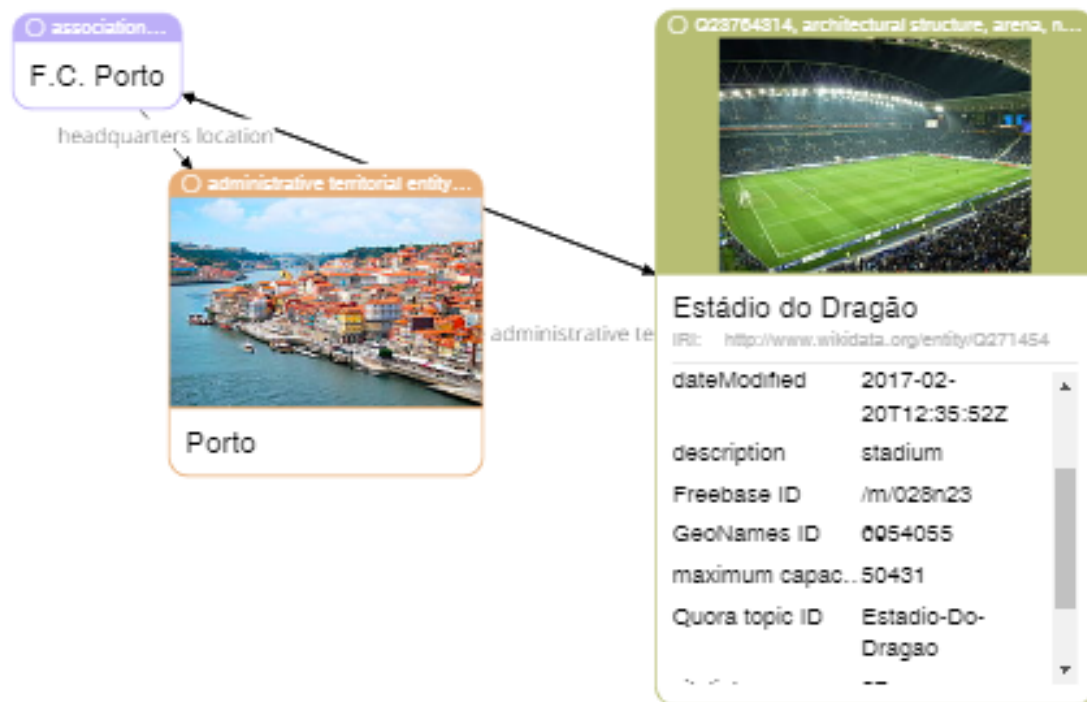 association...
F.C. Porto
headquarters location
administrative territorial entity...
Porto
administrative te
Q28764314, architectural structure, arena, n...
Estádio do Dragão
IRI: http://www.wikidata.org/entity/Q271454
dateModified 2017-02-
20T12:35:52Z
description stadium
Freebase ID /m/028n23
GeoNames ID 6954055
maximum capac.. 50431
Quora topic ID Estadio-Do-
Dragao